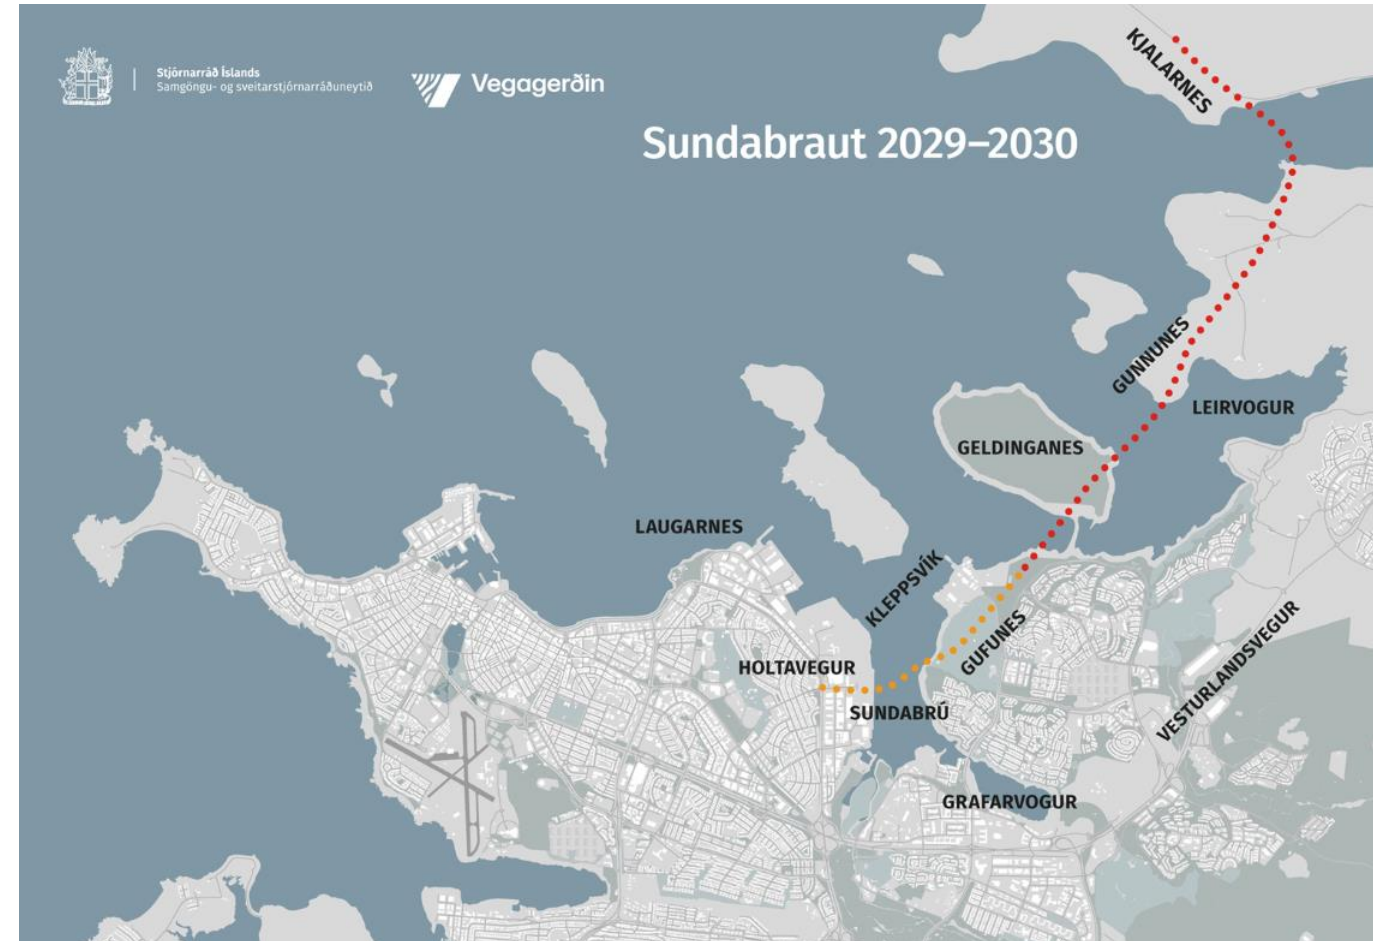 Stjórnarráð Íslands
Samgöngu- og sveitarstjórnarráðuneytið
Vegagerðin
Sundabraut 2029–2030
KJALARNES
GUNNUNES
LEIRVOGUR
GELDINGANES
LAUGARNES
KLEPPSVÍK
GUFUNES
HOLTAVEGUR
SUNDABRÚ
VESTURLANDSVEGUR
GRAFARVOGUR